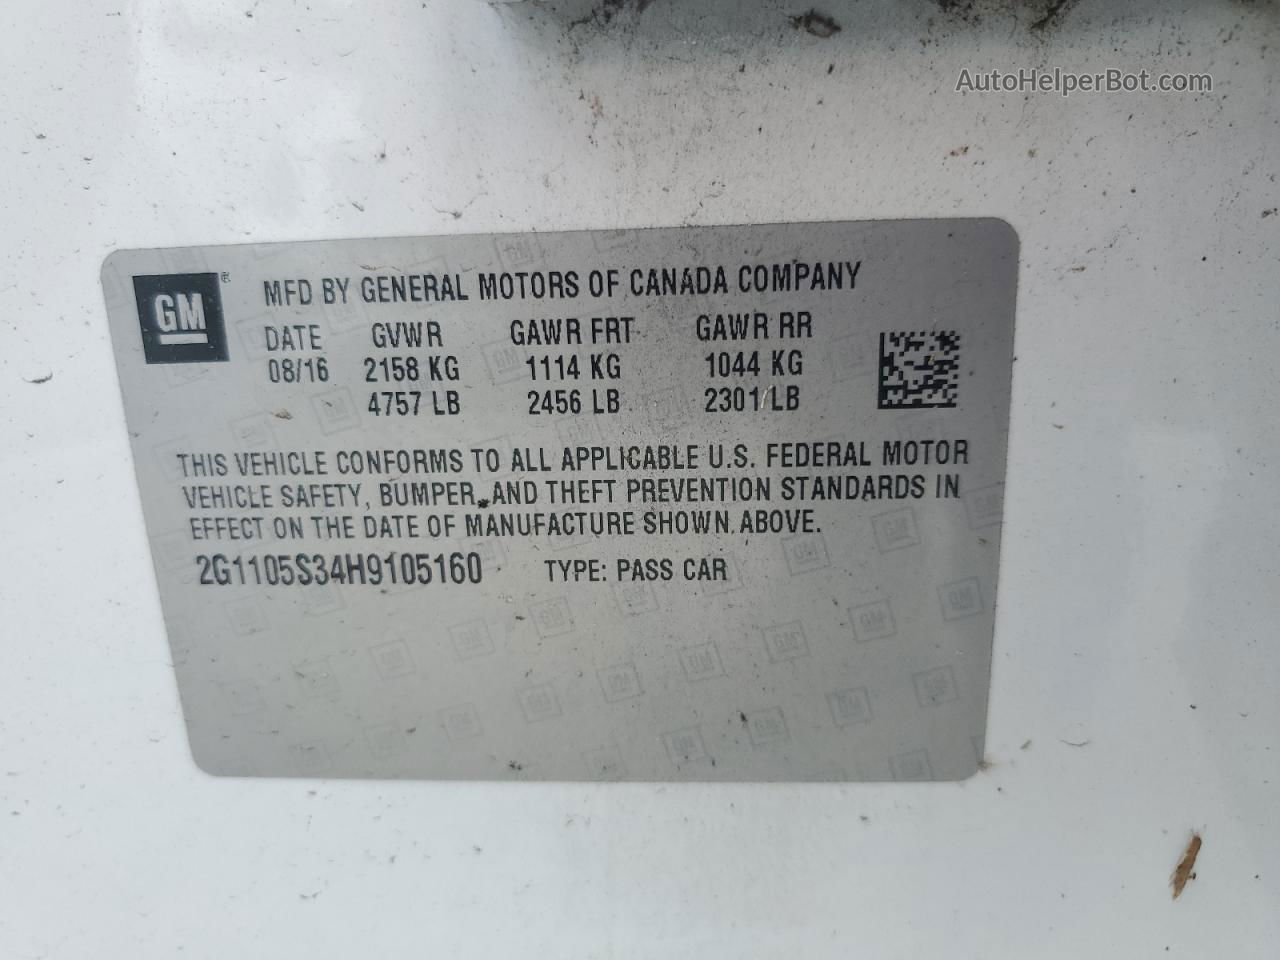 AutoHelperBot.com
GM®
MFD BY GENERAL MOTORS OF CANADA COMPANY
DATE GVWR GAWR FRT GAWR RR
08/16 2158 KG 1114 KG 1044 KG
4757 LB 2456 LB 2301 LB
THIS VEHICLE CONFORMS TO ALL APPLICABLE U.S. FEDERAL MOTOR
VEHICLE SAFETY, BUMPER, AND THEFT PREVENTION STANDARDS IN
EFFECT ON THE DATE OF MANUFACTURE SHOWN ABOVE.
2G1105S34H9105160 TYPE: PASS CAR